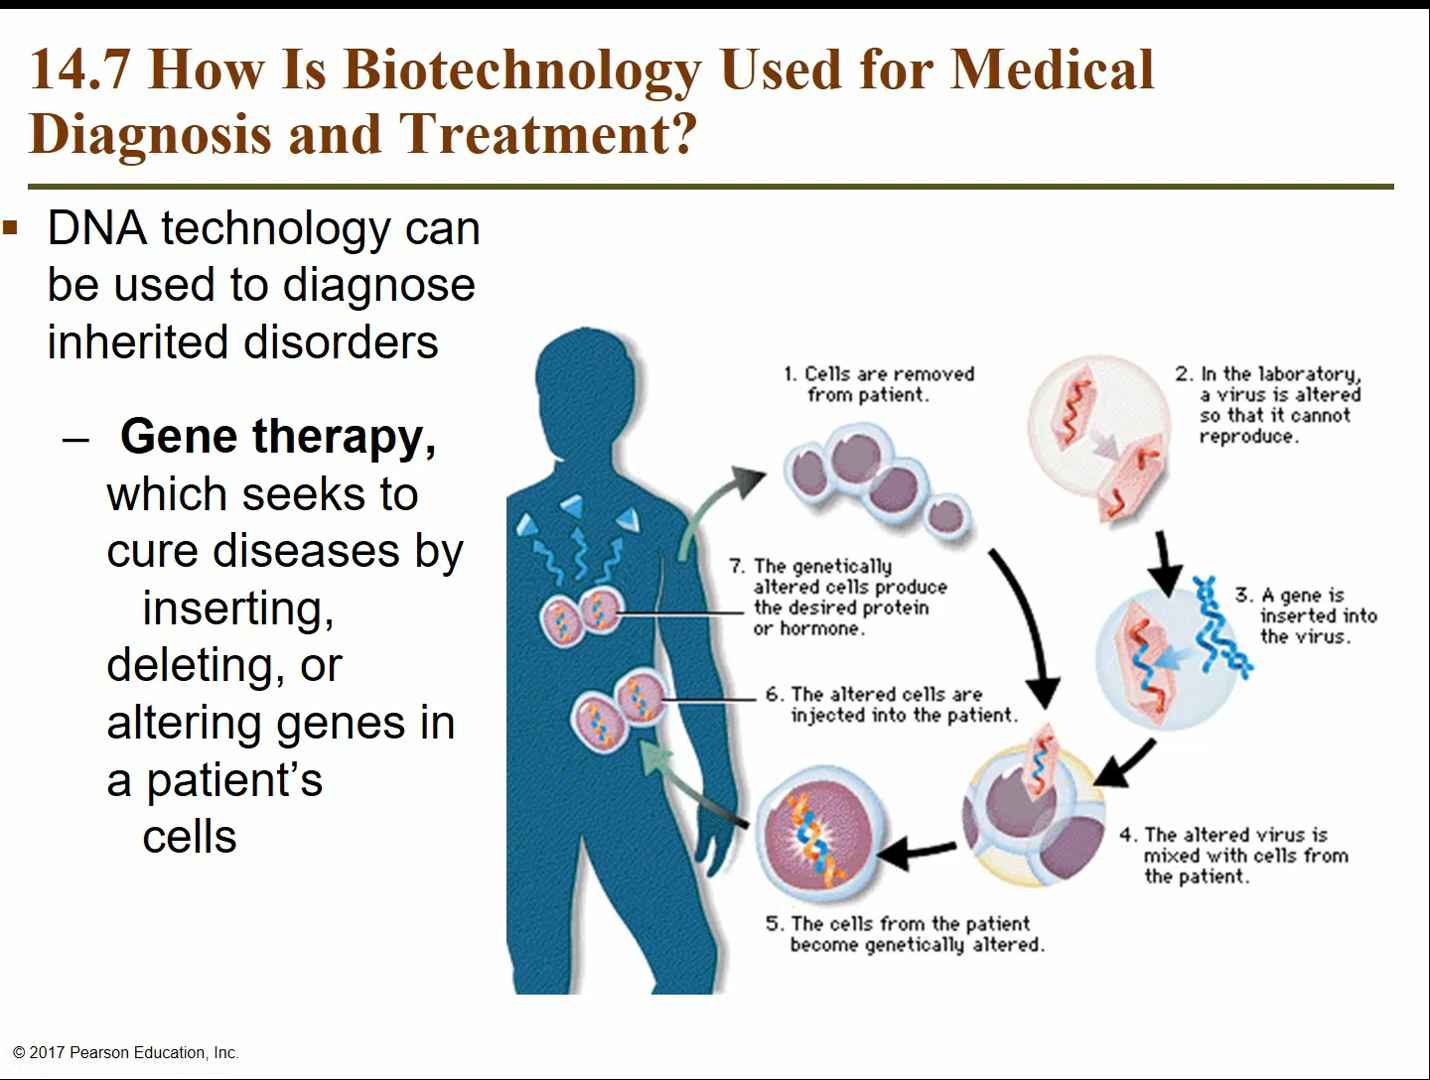 14.7 How Is Biotechnology Used for Medical
Diagnosis and Treatment?
▪ DNA technology can
be used to diagnose
inherited disorders
– Gene therapy,
which seeks to
cure diseases by
inserting,
deleting, or
altering genes in
a patient’s
cells
1. Cells are removed
from patient.
2. In the laboratory,
a virus is altered
so that it cannot
reproduce.
3. A gene is
inserted into
the virus.
4. The altered virus is
mixed with cells from
the patient.
5. The cells from the patient
become genetically altered.
6. The altered cells are
injected into the patient.
7. The genetically
altered cells produce
the desired protein
or hormone.
© 2017 Pearson Education, Inc.